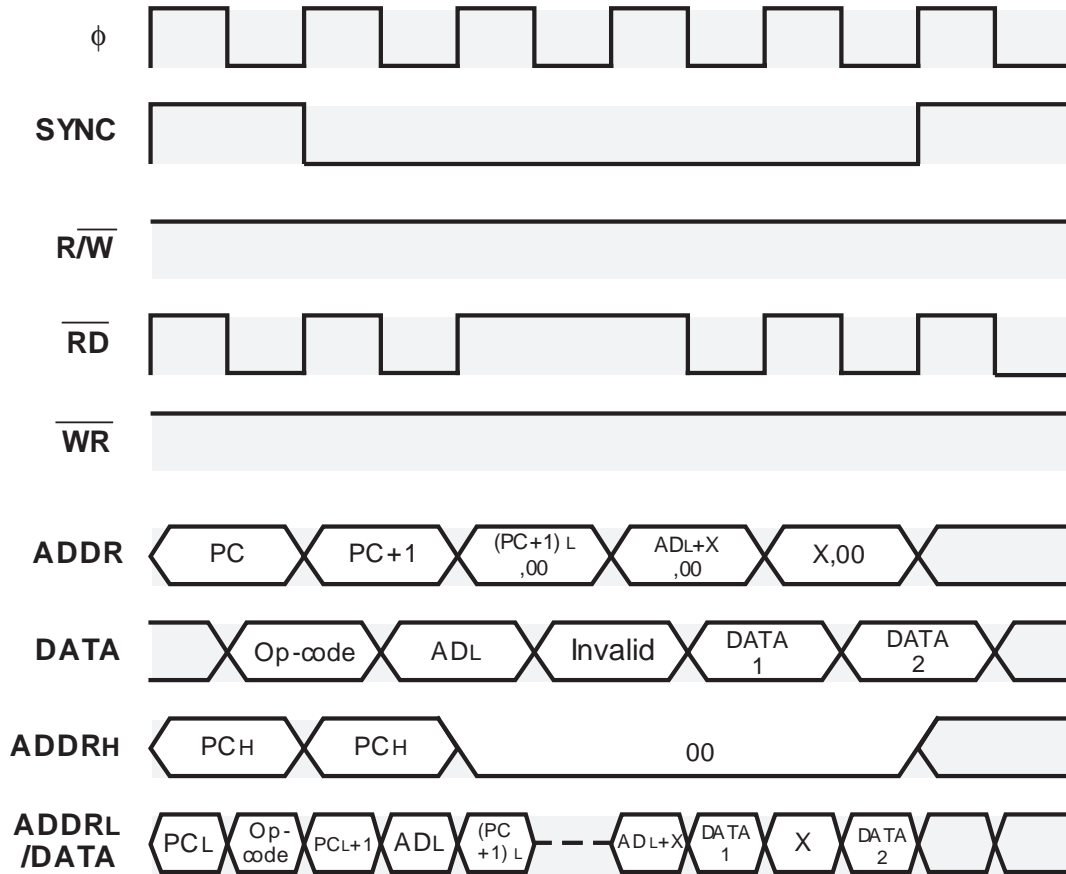 ϕ
SYNC
R/W
RD
WR
ADDR
PC
PC+1
(PC+1) L
,00
ADL+X
,00
X,00
DATA
Op-code
ADL
Invalid
DATA
1
DATA
2
ADDRH
PCH
PCH
00
ADDRL
/DATA
PCL
Op-
code
PCL+1
ADL
(PC
+1) L
ADL+X
DATA
1
X
DATA
2